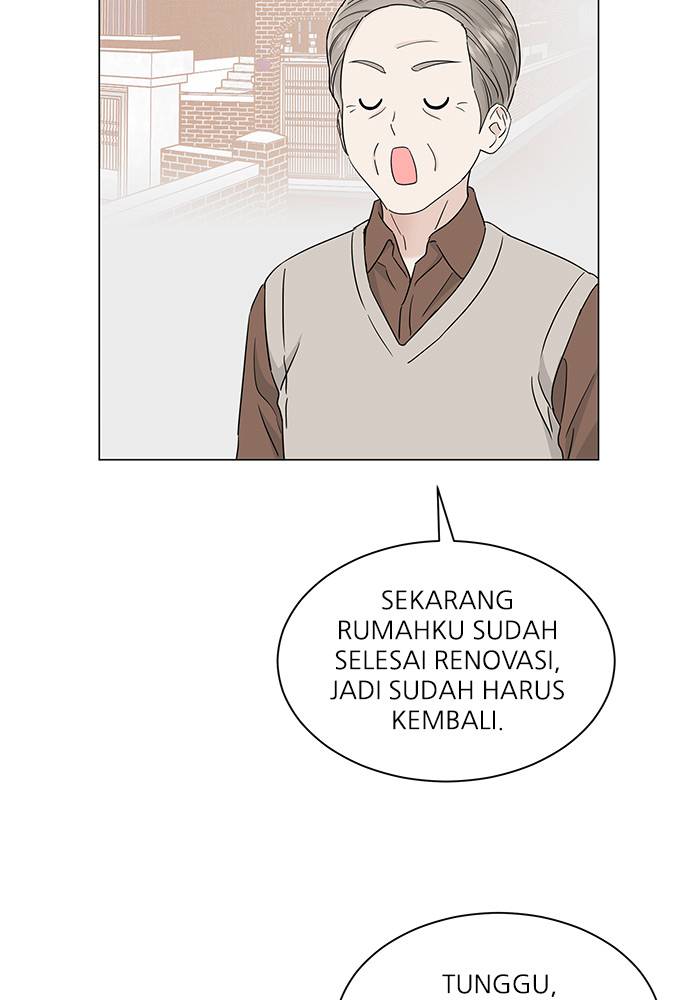 SEKARANG
RUMAHKU SUDAH
SELESAI RENOVASI,
JADI SUDAH HARUS
KEMBALI.
TUNGGU,